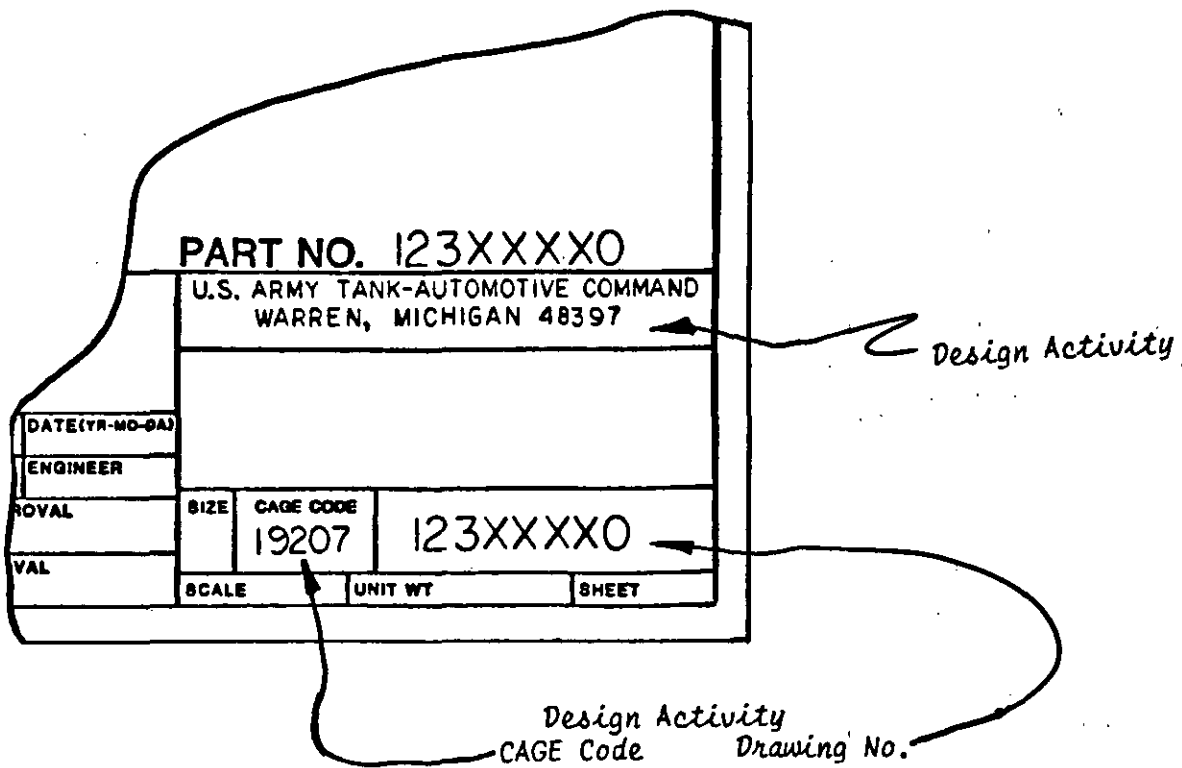 PART NO. 123XXXX0
U.S. ARMY TANK-AUTOMOTIVE COMMAND
WARREN, MICHIGAN 48397
Design Activity
DATE(YR-MO-DA)
ENGINEER
ROVAL
VAL
SIZE
CAGE CODE
19207
123XXXX0
SCALE
UNIT WT
SHEET
Design Activity
CAGE Code
Drawing No.